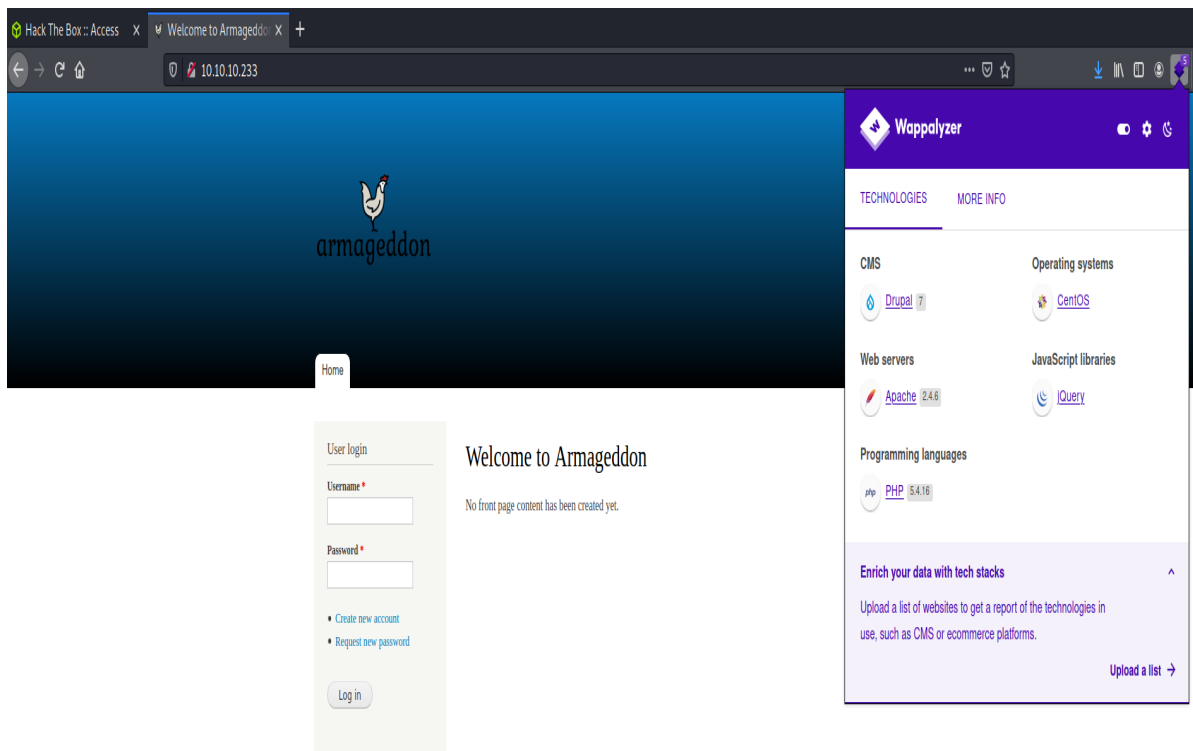 Hack The Box :: Access
Welcome to Armageddon
10.10.10.233
5
armageddon
Home
User login
Username *
Password *
Create new account
Request new password
Log in
Welcome to Armageddon
No front page content has been created yet.
Wappalyzer
TECHNOLOGIES
MORE INFO
CMS
Drupal 7
Operating systems
CentOS
Web servers
Apache 2.4.6
JavaScript libraries
jQuery
Programming languages
php PHP 5.4.16
Enrich your data with tech stacks
Upload a list of websites to get a report of the technologies in
use, such as CMS or ecommerce platforms.
Upload a list